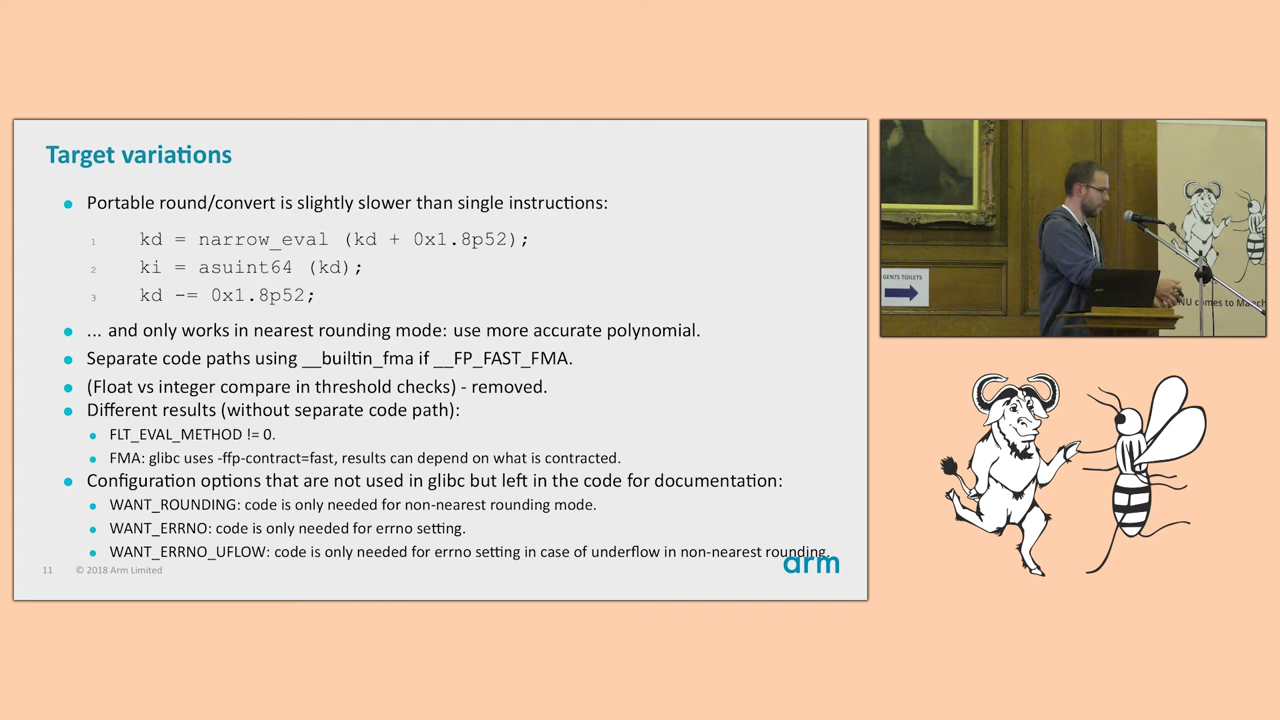 Target variations
Portable round/convert is slightly slower than single instructions:
1 kd = narrow_eval (kd + 0x1.8p52);
2 ki = asuint64 (kd);
3 kd -= 0x1.8p52;
... and only works in nearest rounding mode: use more accurate polynomial.
Separate code paths using __builtin_fma if __FP_FAST_FMA.
(Float vs integer compare in threshold checks) - removed.
Different results (without separate code path):
FLT_EVAL_METHOD != 0.
FMA: glibc uses -ffp-contract=fast, results can depend on what is contracted.
Configuration options that are not used in glibc but left in the code for documentation:
WANT_ROUNDING: code is only needed for non-nearest rounding mode.
WANT_ERRNO: code is only needed for errno setting.
WANT_ERRNO_UFLOW: code is only needed for errno setting in case of underflow in non-nearest rounding.
11 © 2018 Arm Limited
arm
GENTS TOILETS
NU comes to Manch